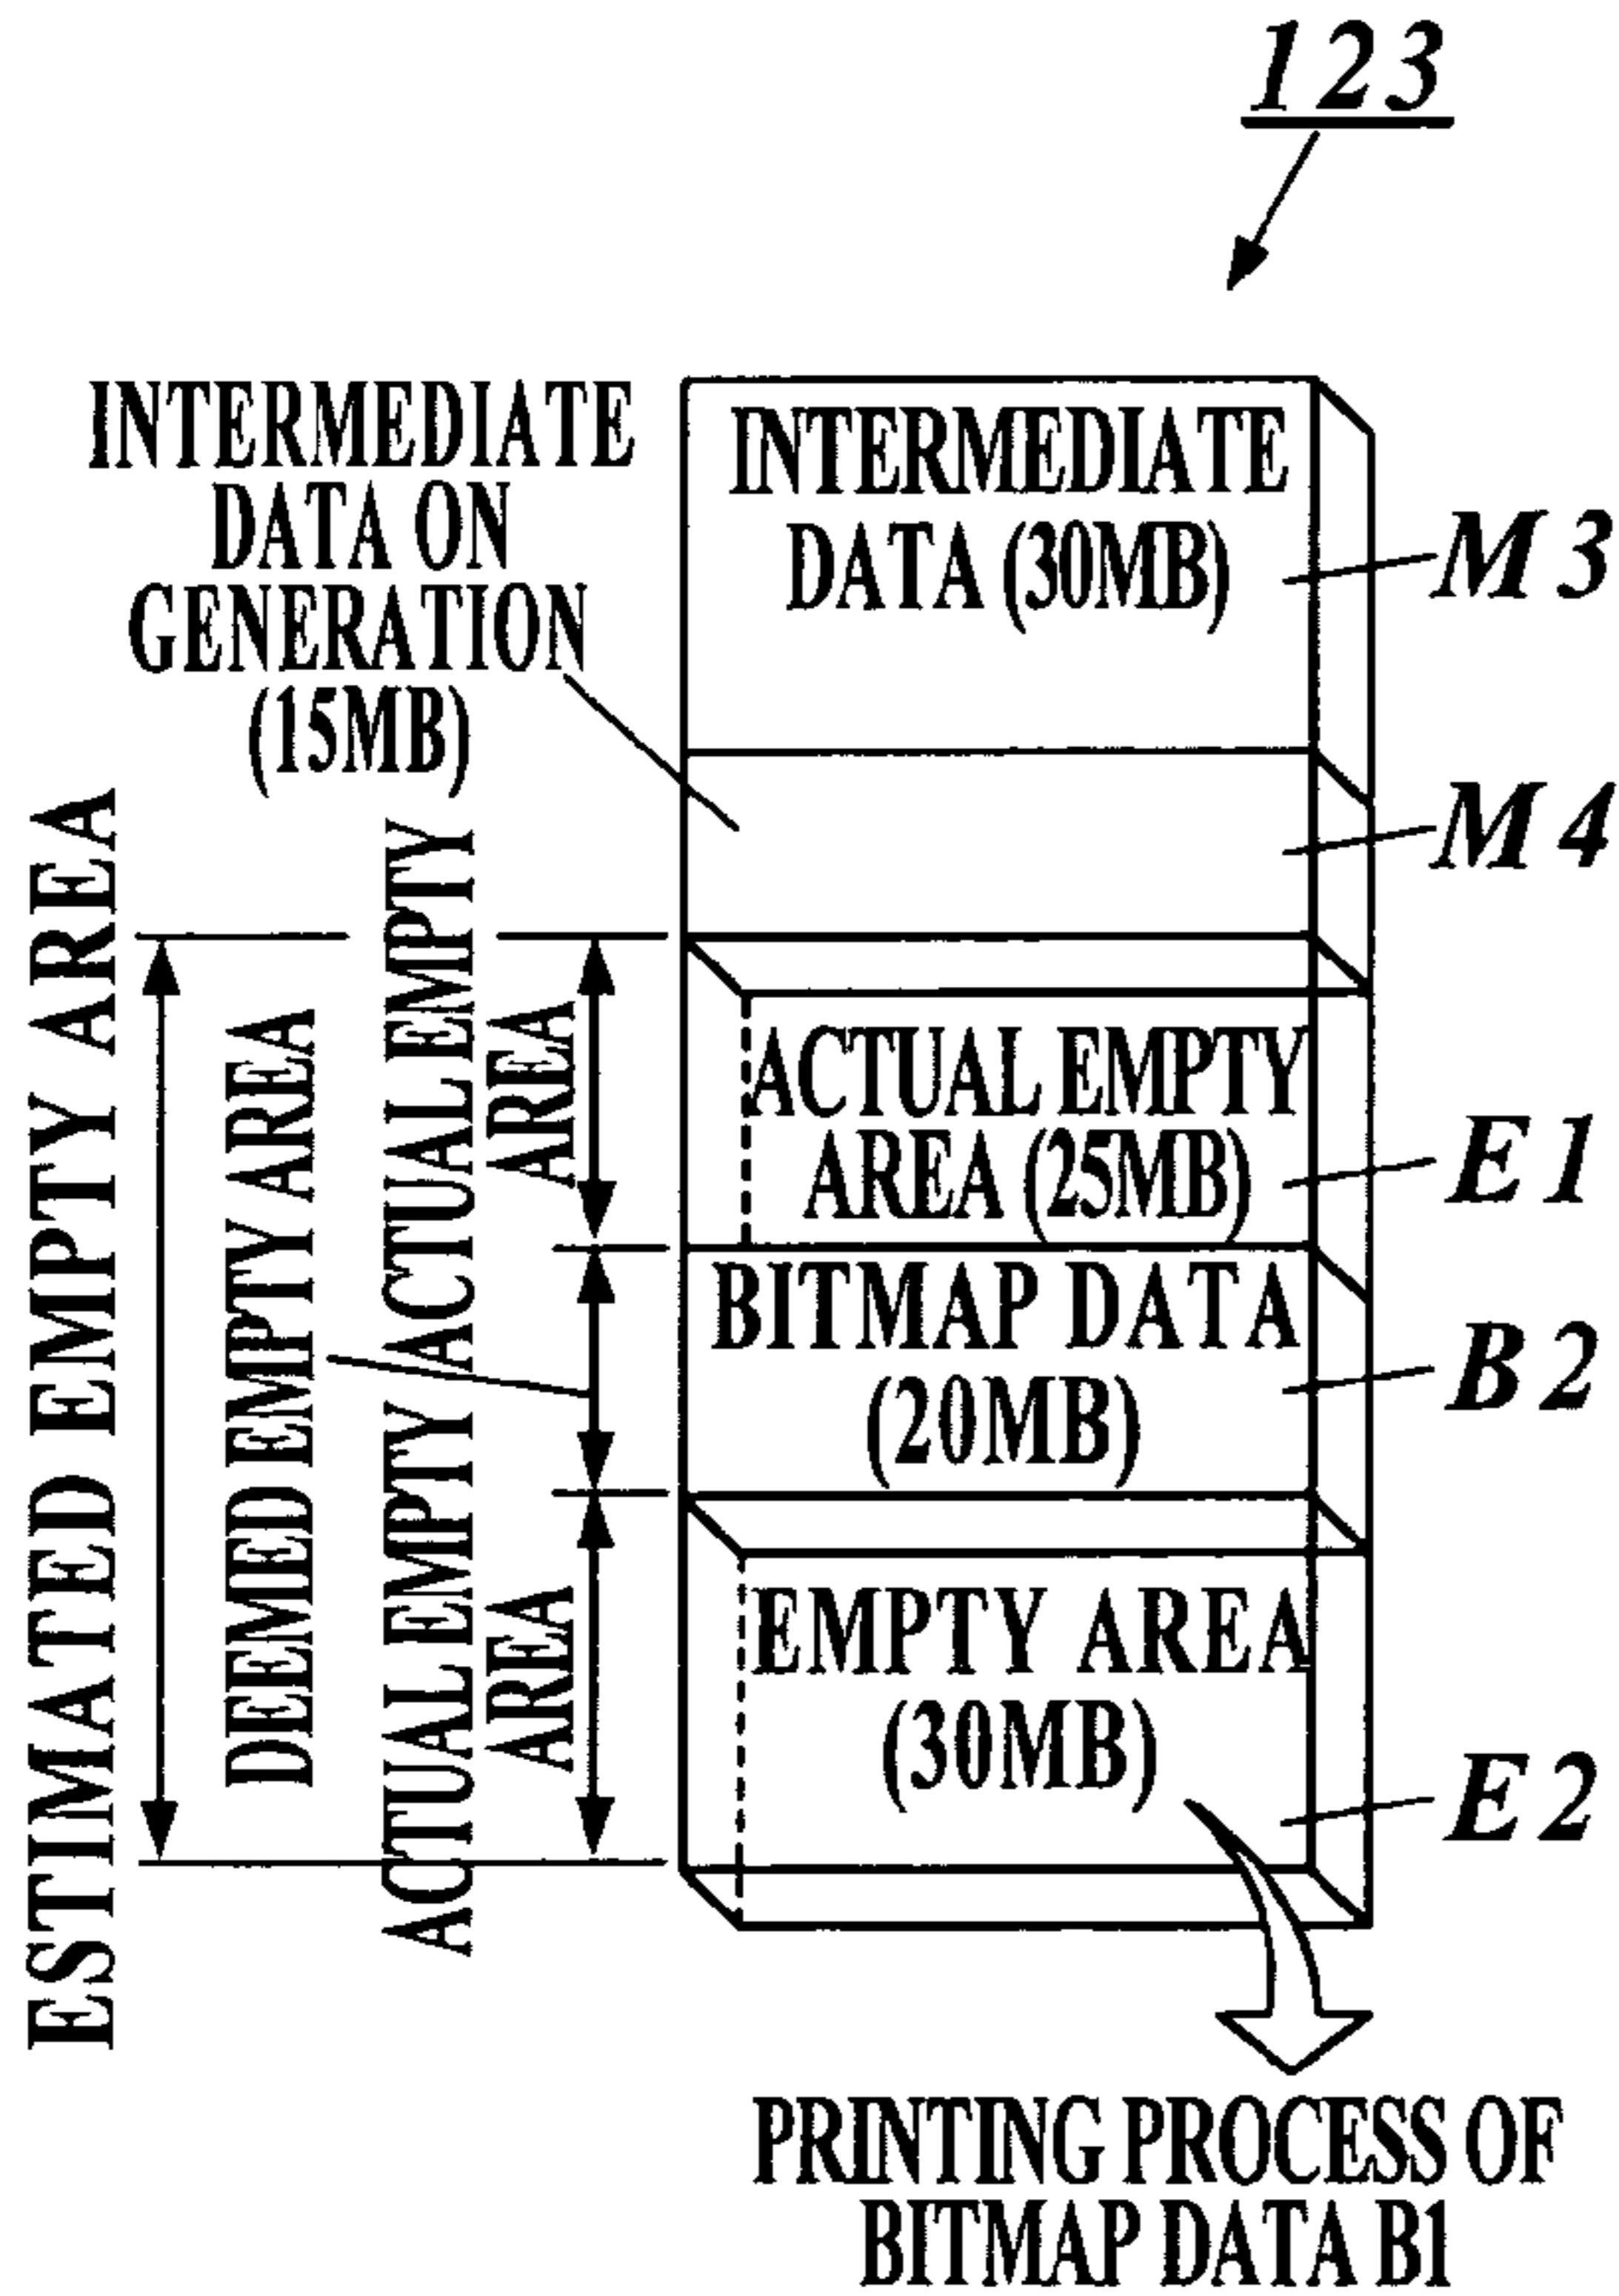 123
INTERMEDIATE
DATA ON
GENERATION
(15MB)
INTERMEDIATE
DATA (30MB)
M3
M4
ESTIMATED EMPTY AREA
DEEMED EMPTY AREA
ACTUAL EMPTY
AREA
ACTUAL EMPTY
AREA
ACTUAL EMPTY
AREA (25MB)
E1
BITMAP DATA
(20MB)
B2
EMPTY AREA
(30MB)
E2
PRINTING PROCESS OF
BITMAP DATA B1